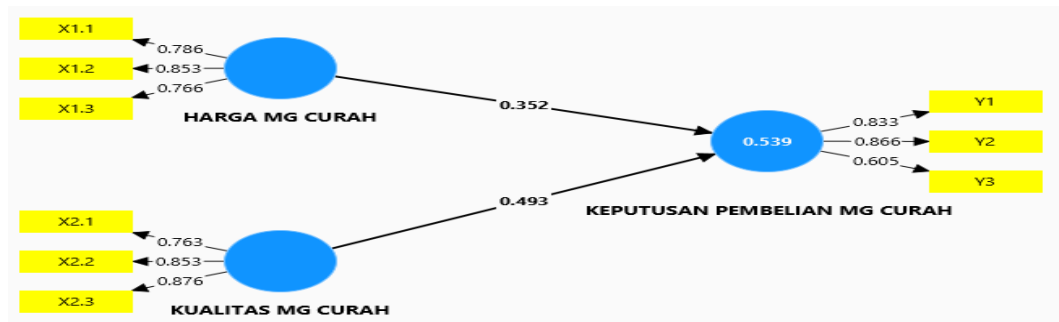 X1.1
0.786
X1.2
0.853
X1.3
0.766
HARGA MG CURAH
0.352
X2.1
0.763
X2.2
0.853
X2.3
0.876
KUALITAS MG CURAH
0.493
0.539
KEPUTUSAN PEMBELIAN MG CURAH
0.833
Y1
0.866
Y2
0.605
Y3